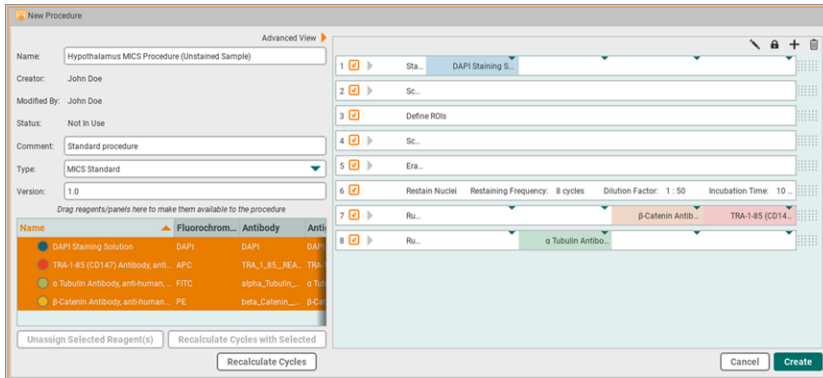 New Procedure
Advanced View
Name: Hypothalamus MICS Procedure (Unstained Sample)
Creator: John Doe
Modified By: John Doe
Status: Not In Use
Comment: Standard procedure
Type: MICS Standard
Version: 1.0
Drag reagents/panels here to make them available to the procedure
Name Fluorochrom... Antibody Anti
DAPI Staining Solution DAPI DAPI DAPI
TRA-1-85 (CD147) Antibody, anti... APC TRA_1_85_REA... TRA-
α Tubulin Antibody, anti-human, ... FITC alpha_Tubulin_... α Tub
β-Catenin Antibody, anti-human... PE beta_Catenin_... β-Cat
Unassign Selected Reagent(s) Recalculate Cycles with Selected
Recalculate Cycles
1 Sta... DAPI Staining S...
2 Sc...
3 Define ROIs
4 Sc...
5 Era...
6 Restain Nuclei Restaining Frequency: 8 cycles Dilution Factor: 1 : 50 Incubation Time: 10 ...
7 Ru... β-Catenin Antib... TRA-1-85 (CD14...
8 Ru... α Tubulin Antibo...
Cancel Create